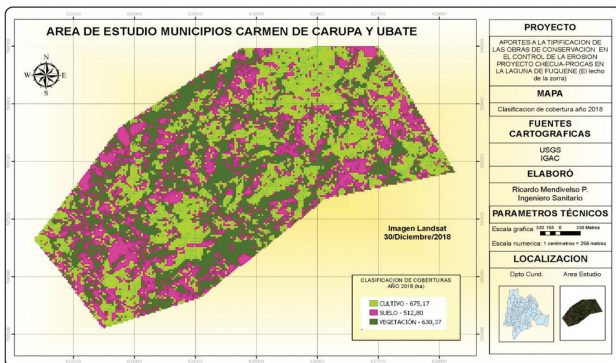 AREA DE ESTUDIO MUNICIPIOS CARMEN DE CARUPA Y UBATE
N
W
E
S
Imagen Landsat
30/Diciembre/2018
CLASIFICACION DE COBERTURAS
AÑO 2018 (ha)
CULTIVO - 675,17
SUELO - 512,80
VEGETACIÓN - 630,37
PROYECTO
APORTES A LA TIPIFICACION DE
LAS OBRAS DE CONSERVACION EN
EL CONTROL DE LA EROSION
PROYECTO CHECUA-PROCAS EN
LA LAGUNA DE FUQUENE (El lecho
de la zorra)
MAPA
Clasificacion de cobertura año 2018
FUENTES
CARTOGRAFICAS
USGS
IGAC
ELABORÓ
Ricardo Mendivelso P.
Ingeniero Sanitario
PARAMETROS TÉCNICOS
Escala grafica: 330 165 0 330 Metros
Escala numerica: 1 centimetros =
LOCALIZACION
Dpto Cund.
Area Estudio